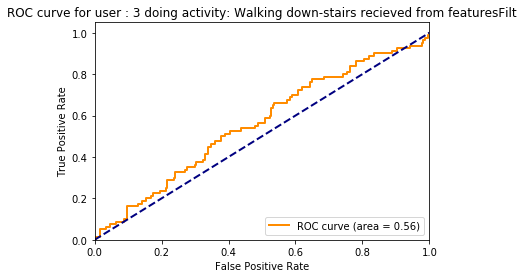 ROC curve for user : 3 doing activity: Walking down-stairs recieved from featuresFilt
1.0
0.8
0.6
0.4
0.2
0.0
True Positive Rate
ROC curve (area = 0.56)
0.0 0.2 0.4 0.6 0.8 1.0
False Positive Rate